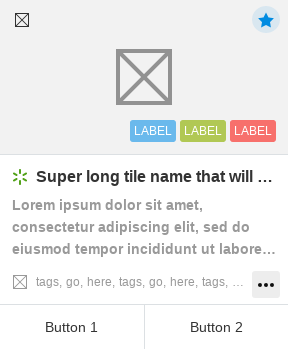 LABEL LABEL LABEL
Super long tile name that will ...
Lorem ipsum dolor sit amet,
consectetur adipiscing elit, sed do
eiusmod tempor incididunt ut labore...
tags, go, here, tags, go, here, tags, ...
Button 1 Button 2